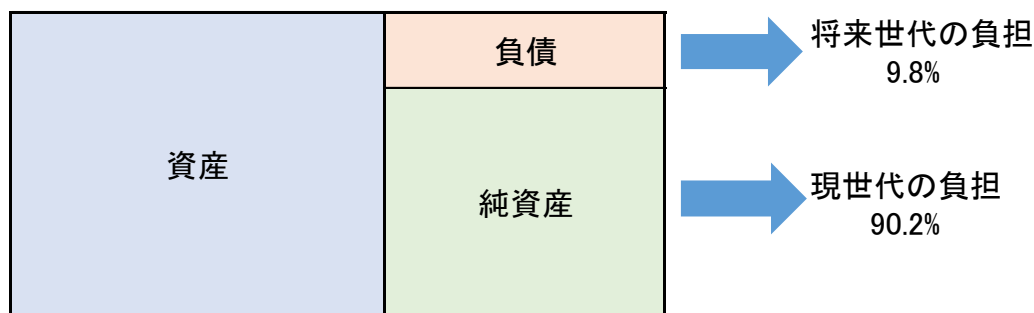 負債
将来世代の負担
9.8%
資産
純資産
現世代の負担
90.2%